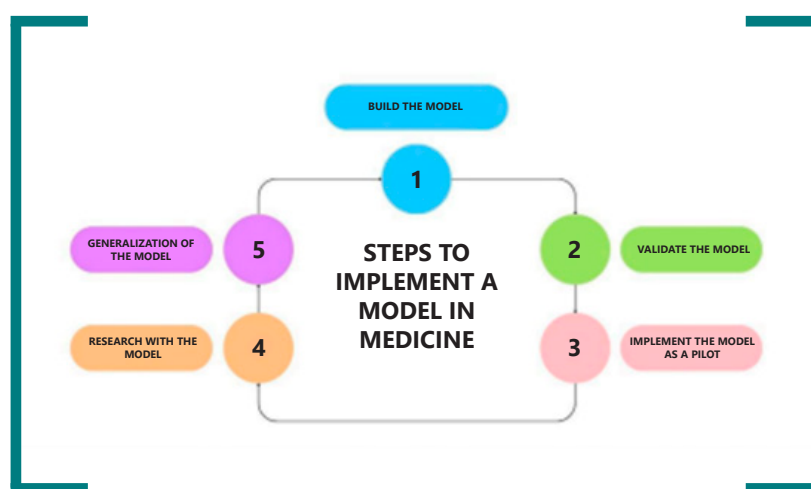 BUILD THE MODEL
1
STEPS TO
IMPLEMENT A
MODEL IN
MEDICINE
2
VALIDATE THE MODEL
3
IMPLEMENT THE MODEL
AS A PILOT
4
RESEARCH WITH THE
MODEL
5
GENERALIZATION OF
THE MODEL